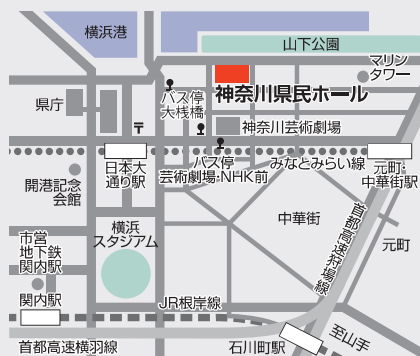 横浜港
山下公園
マリン
タワー
バス停
大桟橋
神奈川県民ホール
県庁
神奈川芸術劇場
日本大
通り駅
バス停
芸術劇場・NHK前
みなとみらい線
元町・
中華街駅
開港記念
会館
横浜
スタジアム
中華街
首都高速狩場線
元町
市営
地下鉄
関内駅
関内駅
JR根岸線
首都高速横羽線
石川町駅
至山手